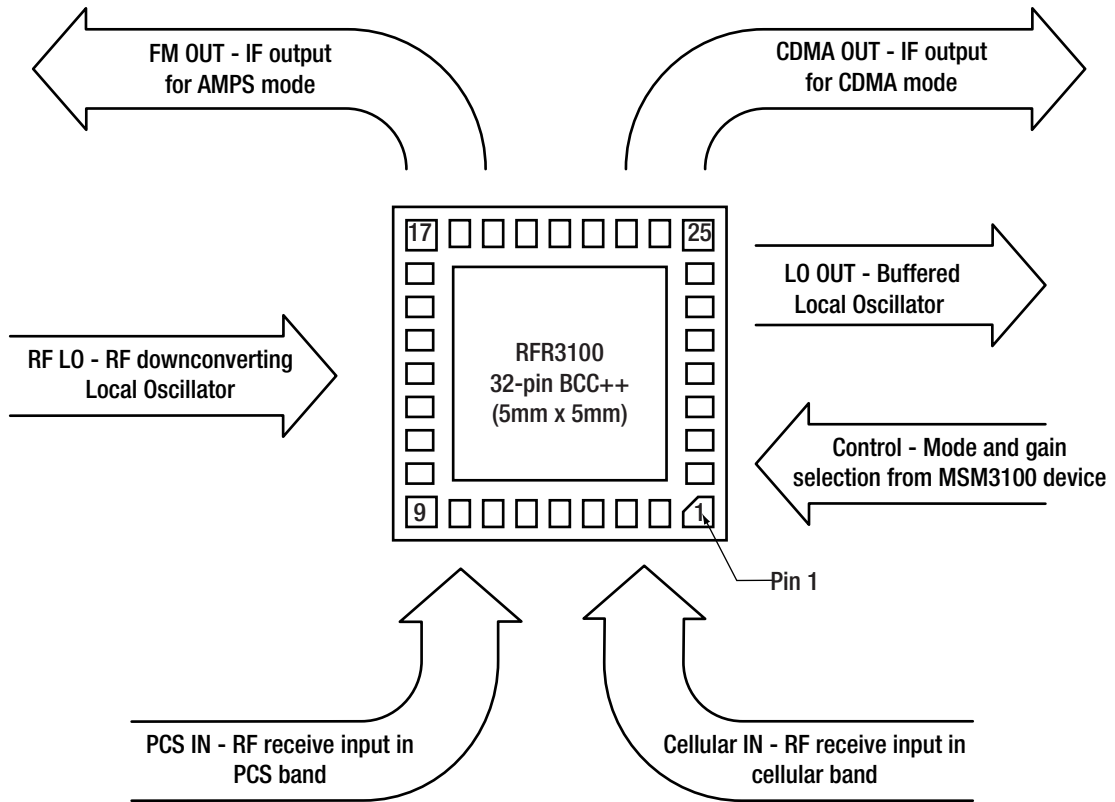 FM OUT - IF output
for AMPS mode
CDMA OUT - IF output
for CDMA mode
17
25
LO OUT - Buffered
Local Oscillator
RF LO - RF downconverting
Local Oscillator
RFR3100
32-pin BCC++
(5mm x 5mm)
Control - Mode and gain
selection from MSM3100 device
9
1
Pin 1
PCS IN - RF receive input in
PCS band
Cellular IN - RF receive input in
cellular band